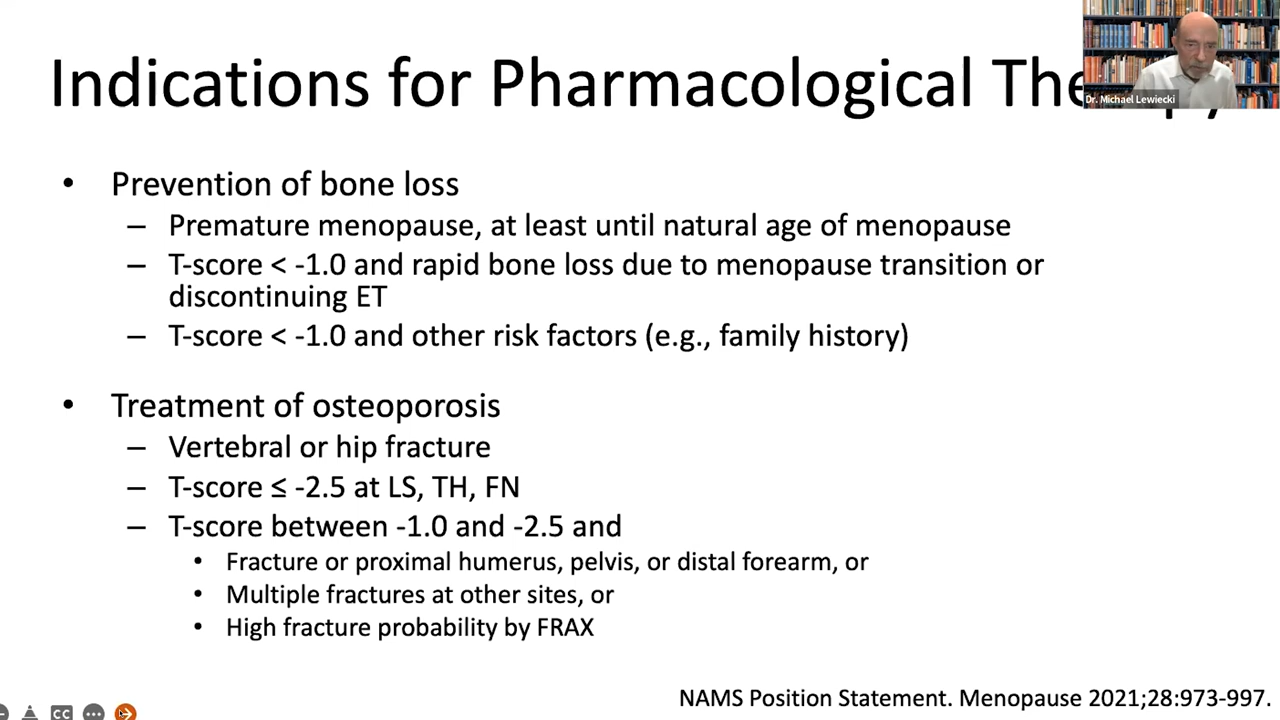 Indications for Pharmacological The
Dr. Michael Lewiecki
• Prevention of bone loss
– Premature menopause, at least until natural age of menopause
– T-score < -1.0 and rapid bone loss due to menopause transition or
discontinuing ET
– T-score < -1.0 and other risk factors (e.g., family history)
• Treatment of osteoporosis
– Vertebral or hip fracture
– T-score ≤ -2.5 at LS, TH, FN
– T-score between -1.0 and -2.5 and
• Fracture or proximal humerus, pelvis, or distal forearm, or
• Multiple fractures at other sites, or
• High fracture probability by FRAX
NAMS Position Statement. Menopause 2021;28:973-997.
CC